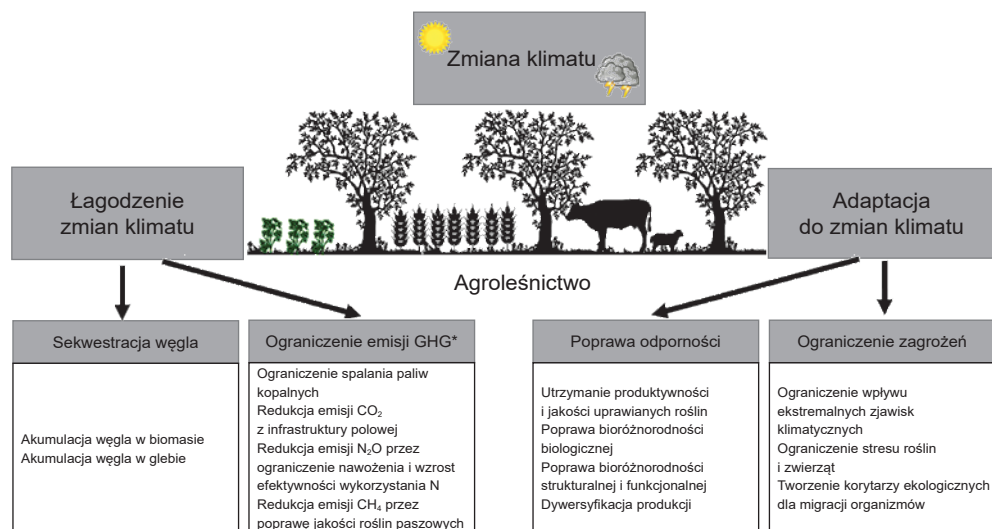 Zmiana klimatu
Łagodzenie
zmian klimatu
Adaptacja
do zmian klimatu
Agroleśnictwo
Sekwestracja węgla
Akumulacja węgla w biomasie
Akumulacja węgla w glebie
Ograniczenie emisji GHG*
Ograniczenie spalania paliw
kopalnych
Redukcja emisji CO₂
z infrastruktury polowej
Redukcja emisji N₂O przez
ograniczenie nawożenia i wzrost
efektywności wykorzystania N
Redukcja emisji CH₄ przez
poprawę jakości roślin paszowych
Poprawa odporności
Utrzymanie produktywności
i jakości uprawianych roślin
Poprawa bioróżnorodności
biologicznej
Poprawa bioróżnorodności
strukturalnej i funkcjonalnej
Dywersyfikacja produkcji
Ograniczenie zagrożeń
Ograniczenie wpływu
ekstremalnych zjawisk
klimatycznych
Ograniczenie stresu roślin
i zwierząt
Tworzenie korytarzy ekologicznych
dla migracji organizmów